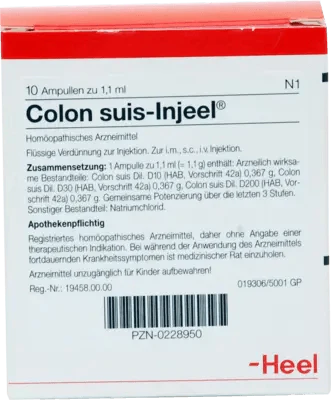 10 Ampullen zu 1,1 ml N1
Colon suis-Injeel®
Homöopathisches Arzneimittel
Flüssige Verdünnung zur Injektion. Zur i.m., s.c., i.v. Injektion.
Zusammensetzung: 1 Ampulle zu 1,1 ml (= 1,1 g) enthält: Arzneilich wirksa-
me Bestandteile: Colon suis Dil. D10 (HAB, Vorschrift 42a) 0,367 g, Colon
suis Dil. D30 (HAB, Vorschrift 42a) 0,367 g, Colon suis Dil. D200 (HAB, Vor-
schrift 42a) 0,367 g. Gemeinsame Potenzierung über die letzten 3 Stufen.
Sonstiger Bestandteil: Natriumchlorid.
Apothekenpflichtig
Registriertes homöopathisches Arzneimittel, daher ohne Angabe einer
therapeutischen Indikation. Bei während der Anwendung des Arzneimittels
fortdauernden Krankheitssymptomen ist medizinischer Rat einzuholen.
Arzneimittel unzugänglich für Kinder aufbewahren!
Reg.-Nr.: 19458.00.00 019306/5001 GP
PZN-0228950
-Heel